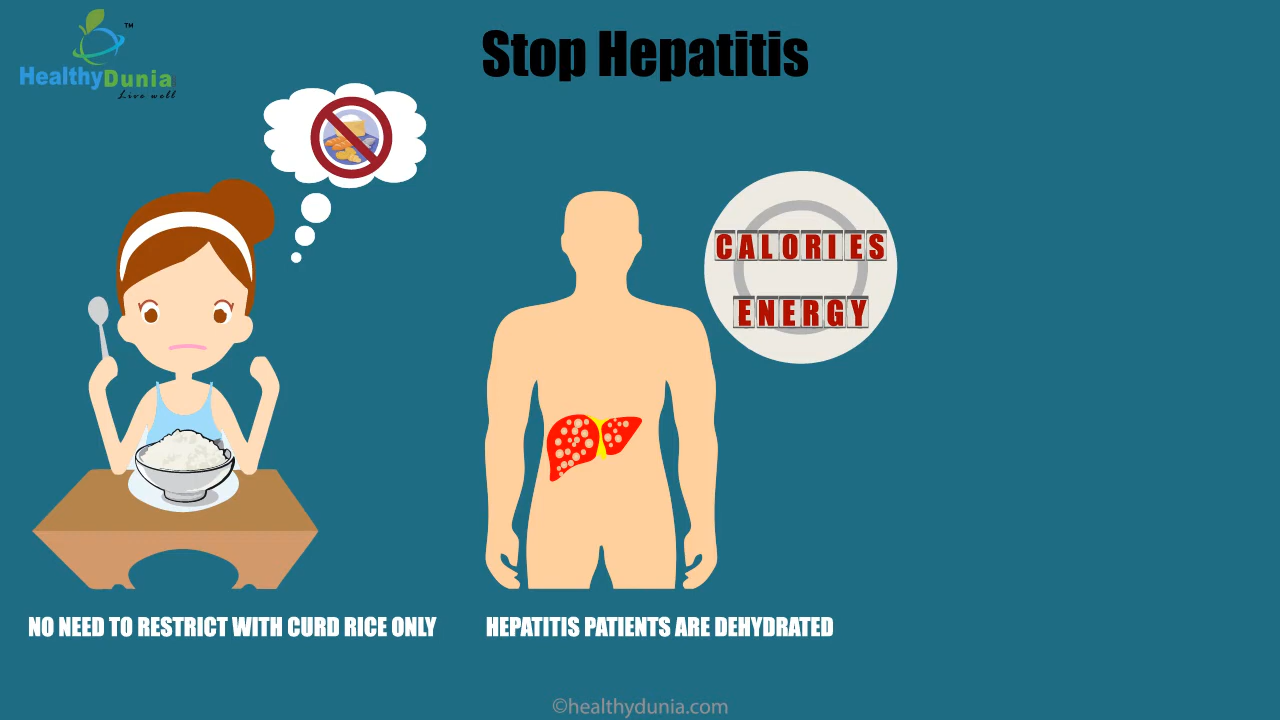 HealthyDunia™
Live well
Stop Hepatitis
CALORIES
ENERGY
NO NEED TO RESTRICT WITH CURD RICE ONLY
HEPATITIS PATIENTS ARE DEHYDRATED
©healthydunia.com